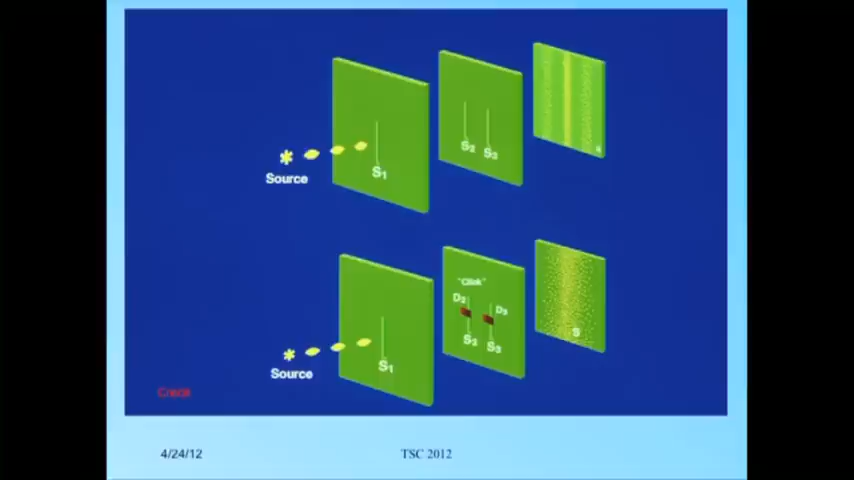 S1
S2 S3
Source
"Click"
D2 D3
S2 S3
S1
S
Source
4/24/12
TSC 2012